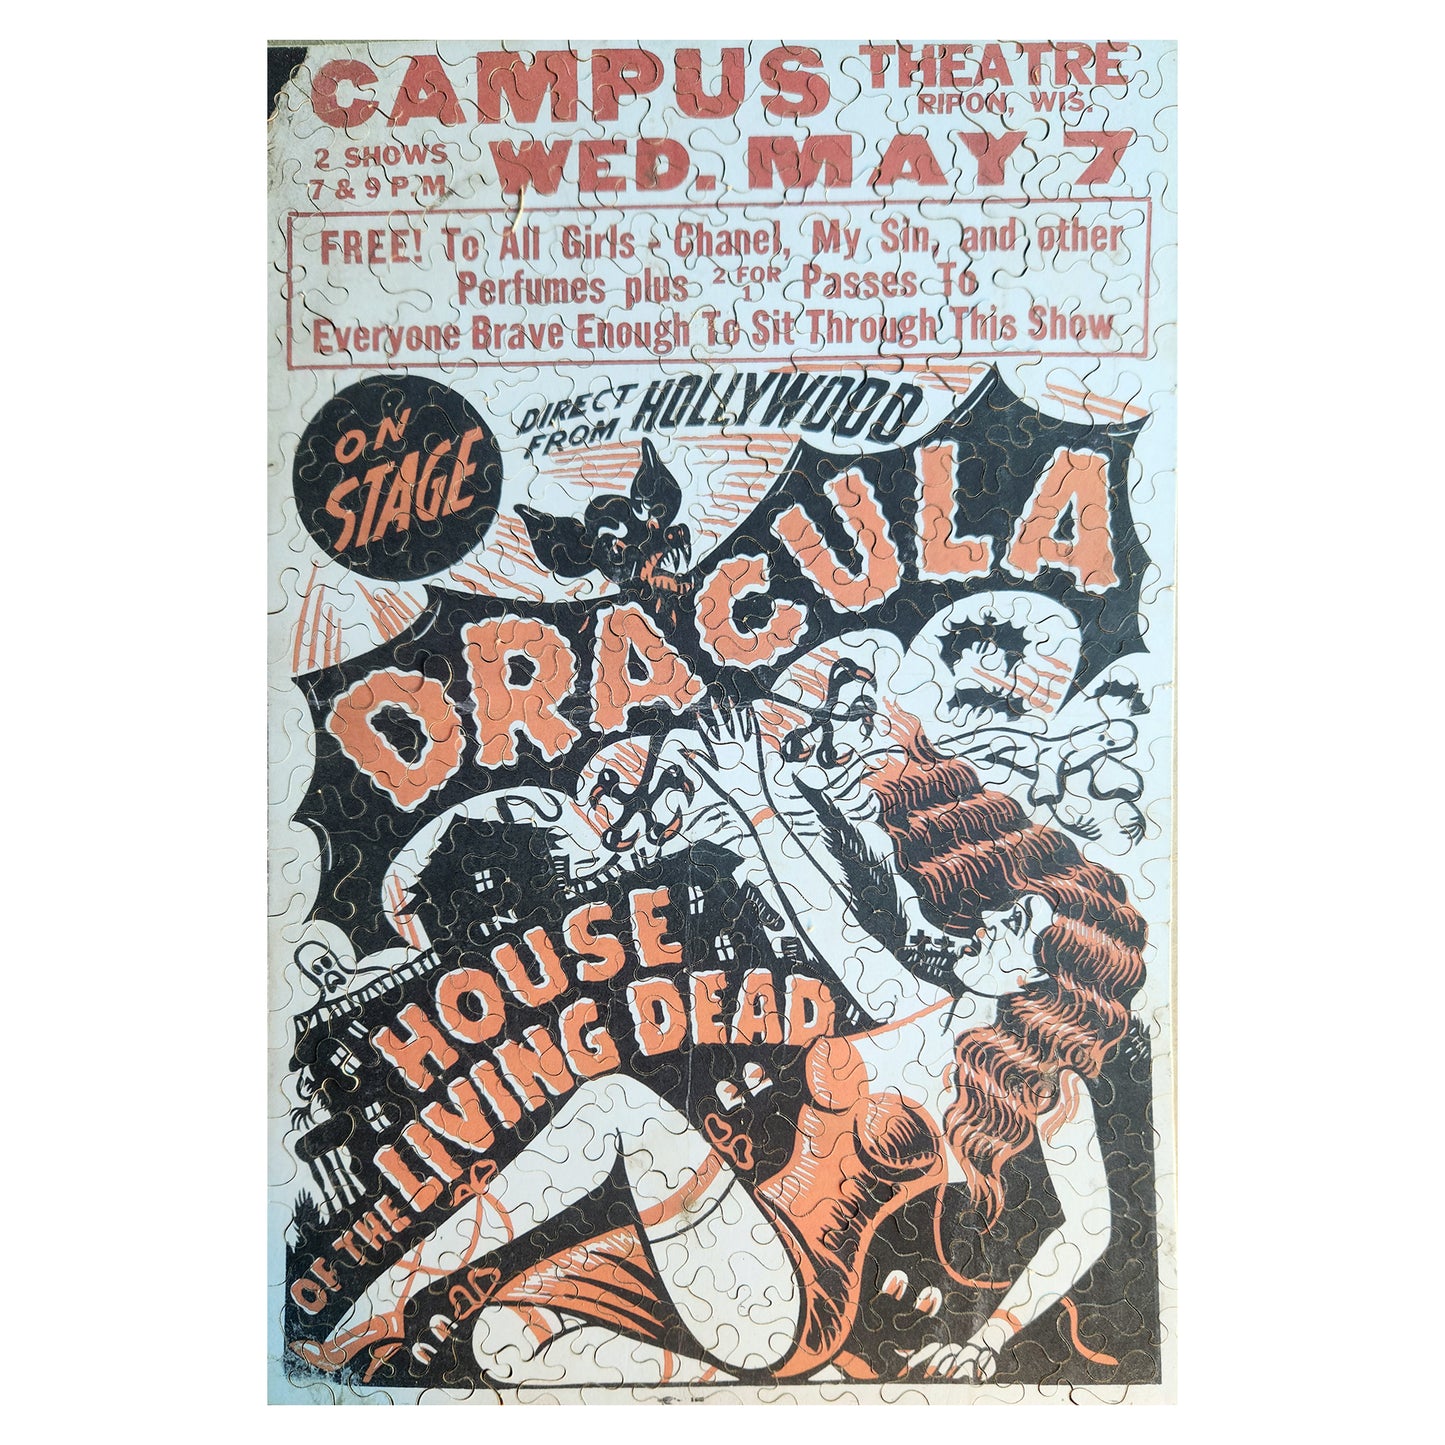 CAMPUS THEATRE
RIPON, WIS.
2 SHOWS
7 & 9 P.M.
WED. MAY 7
FREE! To All Girls - Chanel, My Sin, and other
Perfumes plus 2 FOR 1 Passes To
Everyone Brave Enough To Sit Through This Show
ON
STAGE
DIRECT
FROM HOLLYWOOD
DRACULA
IN
HOUSE
OF THE LIVING DEAD